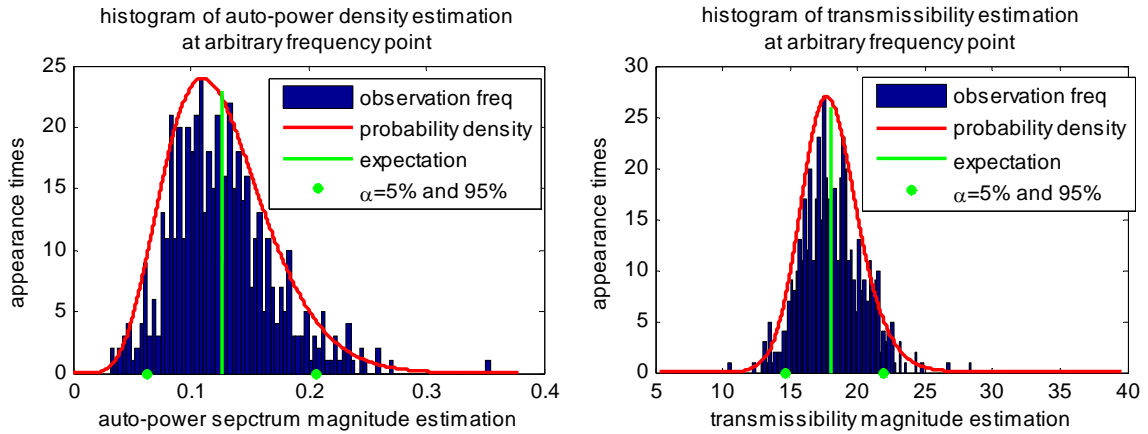 histogram of auto-power density estimation
at arbitrary frequency point
25
20
15
10
5
0
appearance times
observation freq
probability density
expectation
α=5% and 95%
0
0.1
0.2
0.3
0.4
auto-power sepctrum magnitude estimation
histogram of transmissibility estimation
at arbitrary frequency point
30
25
20
15
10
5
0
appearance times
observation freq
probability density
expectation
α=5% and 95%
5
10
15
20
25
30
35
40
transmissibility magnitude estimation